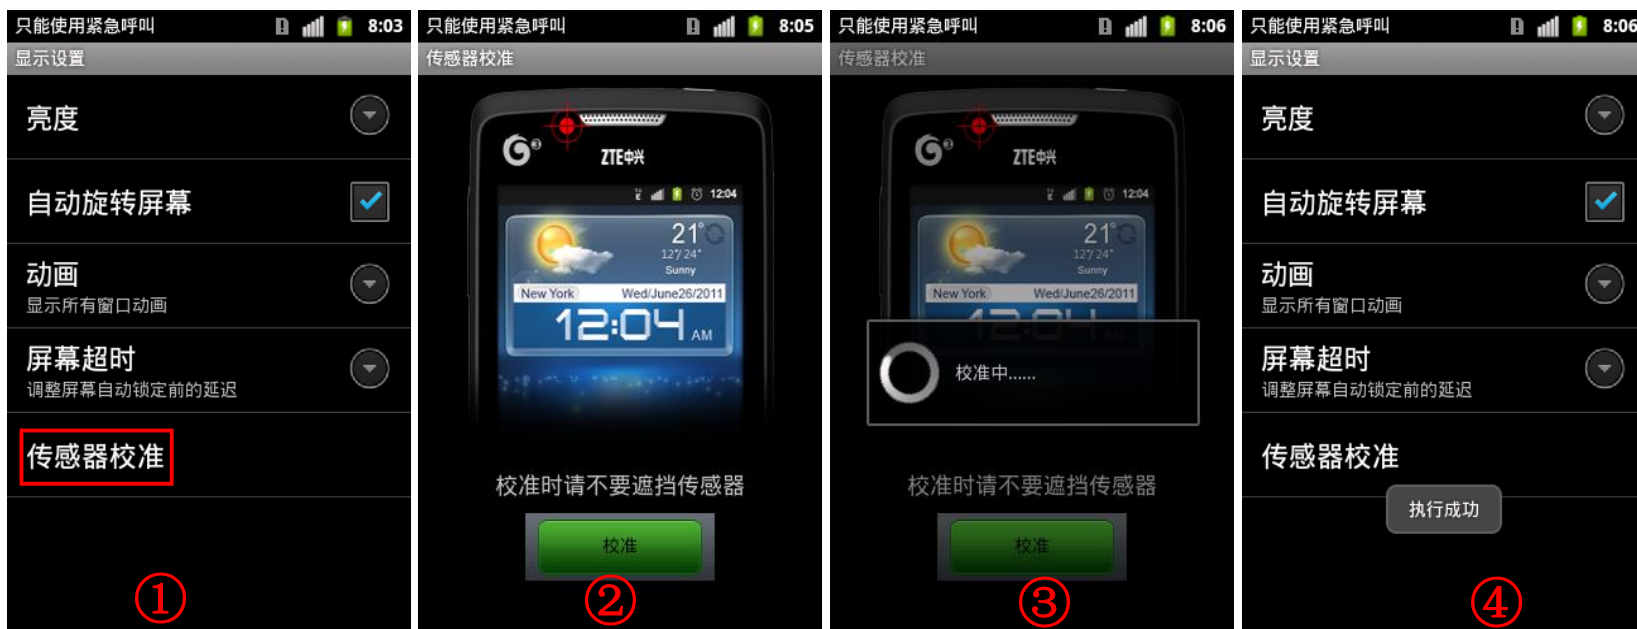 只能使用紧急呼叫 8:03
显示设置
亮度
自动旋转屏幕
动画
显示所有窗口动画
屏幕超时
调整屏幕自动锁定前的延迟
传感器校准
①
只能使用紧急呼叫 8:05
传感器校准
G3
ZTE中兴
12:04
21°
12°/24°
Sunny
New York Wed/June26/2011
12:04 AM
校准时请不要遮挡传感器
校准
②
只能使用紧急呼叫 8:06
传感器校准
G3
ZTE中兴
12:04
21°
12°/24°
Sunny
New York Wed/June26/2011
12:04
校准中......
校准时请不要遮挡传感器
校准
③
只能使用紧急呼叫 8:06
显示设置
亮度
自动旋转屏幕
动画
显示所有窗口动画
屏幕超时
调整屏幕自动锁定前的延迟
传感器校准
执行成功
④